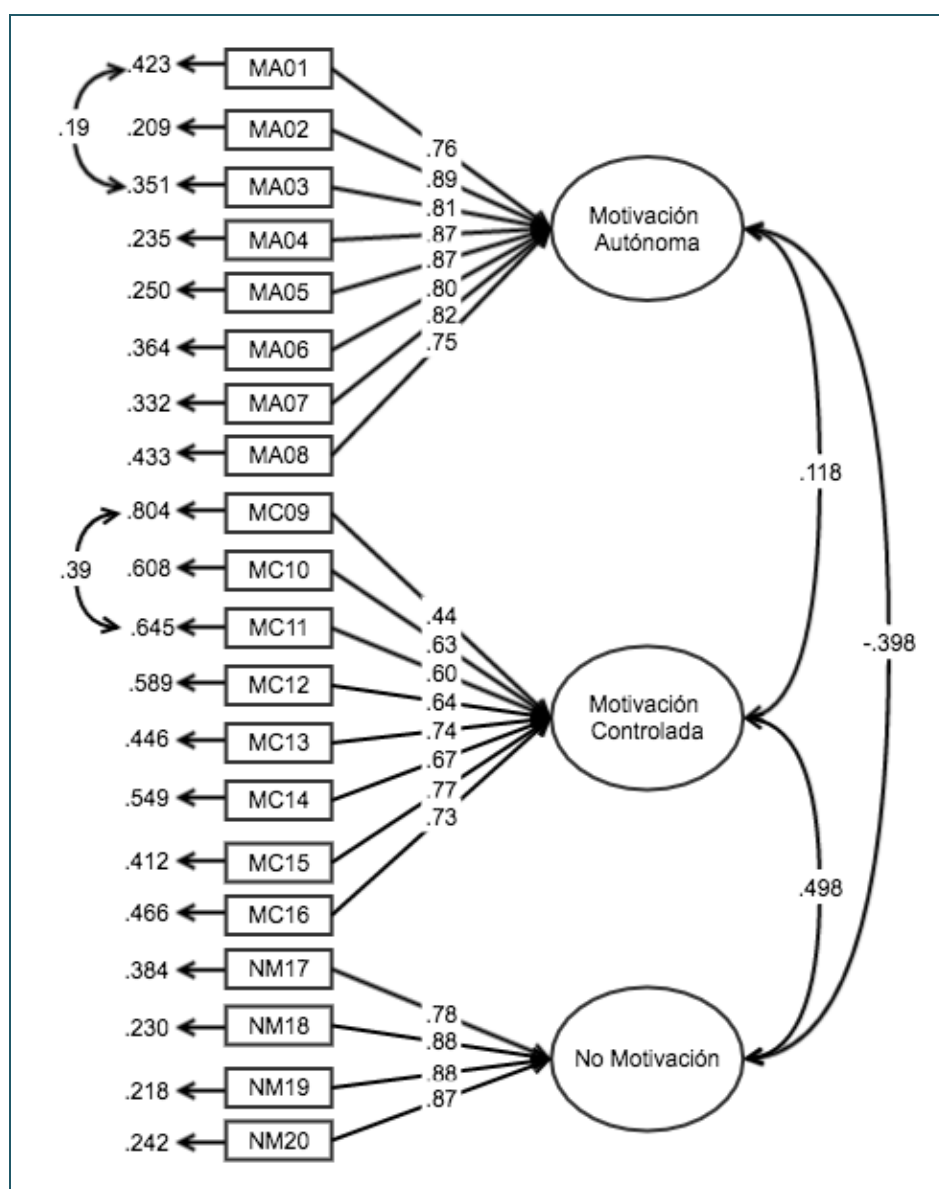 .423 MA01
.19 .209 MA02
.76
.89
.351 MA03
.81
Motivación
Autónoma
.235 MA04
.87
.87
.250 MA05
.80
.364 MA06
.82
.75
.332 MA07
.433 MA08
.118
.804 MC09
.39 .608 MC10
.44
.63
.645 MC11
.60
-.398
.589 MC12
.64
Motivación
Controlada
.446 MC13
.74
.67
.549 MC14
.77
.73
.412 MC15
.498
.466 MC16
.384 NM17
.78
.230 NM18
.88
No Motivación
.218 NM19
.88
.87
.242 NM20